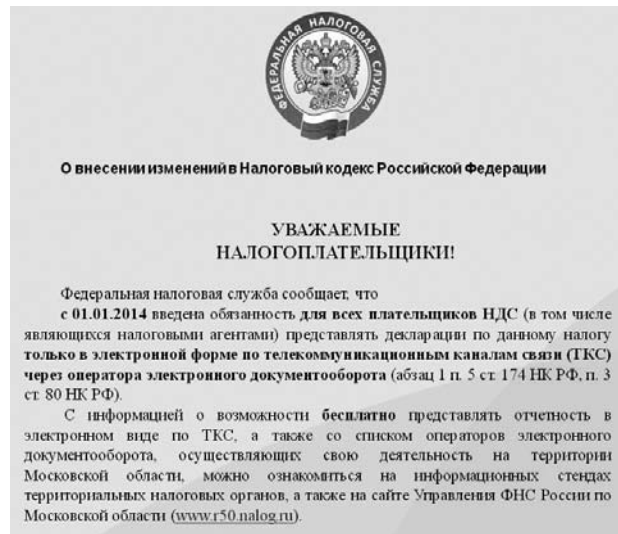 ФЕДЕРАЛЬНАЯ НАЛОГОВАЯ СЛУЖБА
О внесении изменений в Налоговый кодекс Российской Федерации
УВАЖАЕМЫЕ
НАЛОГОПЛАТЕЛЬЩИКИ!
Федеральная налоговая служба сообщает, что
с 01.01.2014 введена обязанность для всех плательщиков НДС (в том числе
являющихся налоговыми агентами) представлять декларации по данному налогу
только в электронной форме по телекоммуникационным каналам связи (ТКС)
через оператора электронного документооборота (абзац 1 п. 5 ст. 174 НК РФ, п. 3
ст. 80 НК РФ).
С информацией о возможности бесплатно представлять отчетность в
электронном виде по ТКС, а также со списком операторов электронного
документооборота, осуществляющих свою деятельность на территории
Московской области, можно ознакомиться на информационных стендах
территориальных налоговых органов, а также на сайте Управления ФНС России по
Московской области (www.r50.nalog.ru).